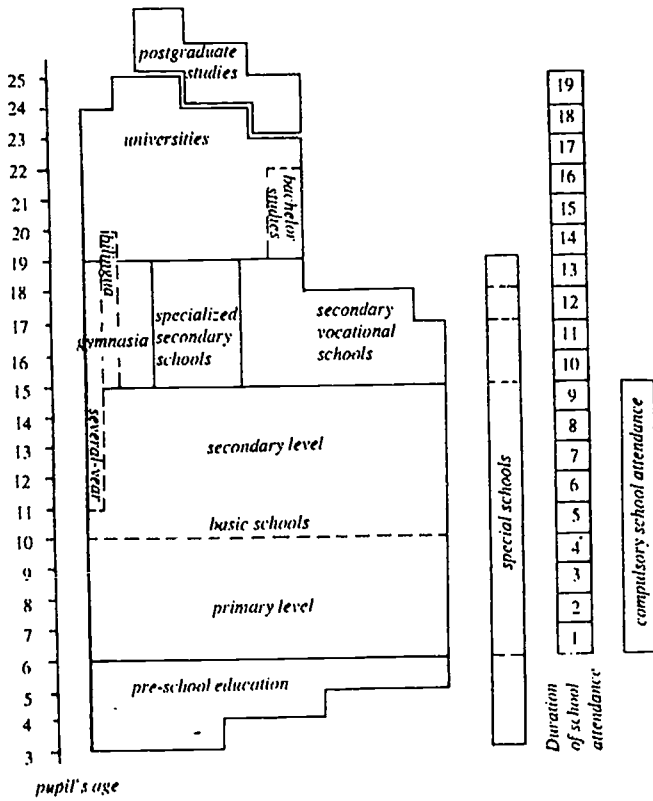 postgraduate
studies
25
24
23
22
21
20
19
18
17
16
15
14
13
12
11
10
9
8
7
6
5
4
3
pupil's age
universities
bachelor
studies
bilingua
gymnasia
several-year
specialized
secondary
schools
secondary
vocational
schools
secondary level
basic schools
primary level
pre-school education
special schools
19
18
17
16
15
14
13
12
11
10
9
8
7
6
5
4
3
2
1
Duration
of school
attendance
compulsory school attendance